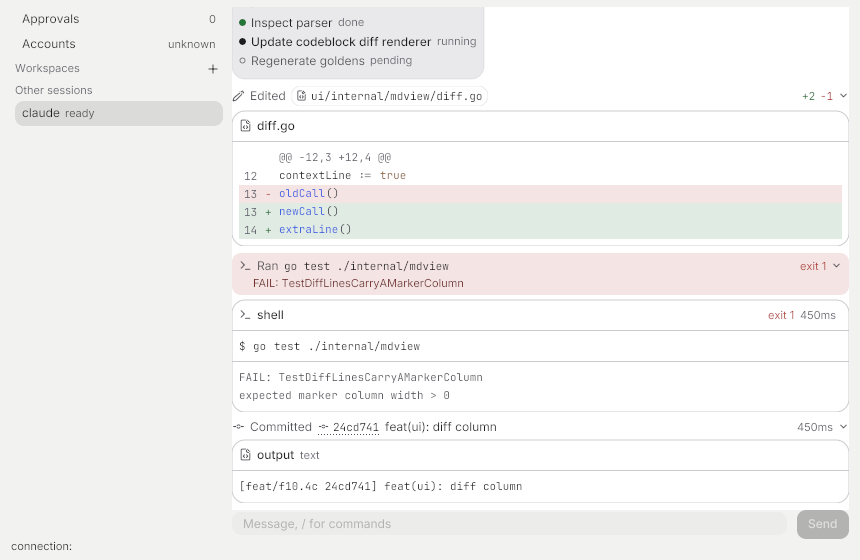 Approvals 0
Accounts unknown
Workspaces +
Other sessions
claude ready
connection:
Inspect parser done
Update codeblock diff renderer running
Regenerate goldens pending
Edited ui/internal/mdview/diff.go +2 -1
diff.go
@@ -12,3 +12,4 @@
12 contextLine := true
13 - oldCall()
13 + newCall()
14 + extraLine()
Ran go test ./internal/mdview exit 1
FAIL: TestDiffLinesCarryAMarkerColumn
shell exit 1 450ms
$ go test ./internal/mdview
FAIL: TestDiffLinesCarryAMarkerColumn
expected marker column width > 0
Committed 24cd741 feat(ui): diff column 450ms
output text
[feat/f10.4c 24cd741] feat(ui): diff column
Message, / for commands
Send